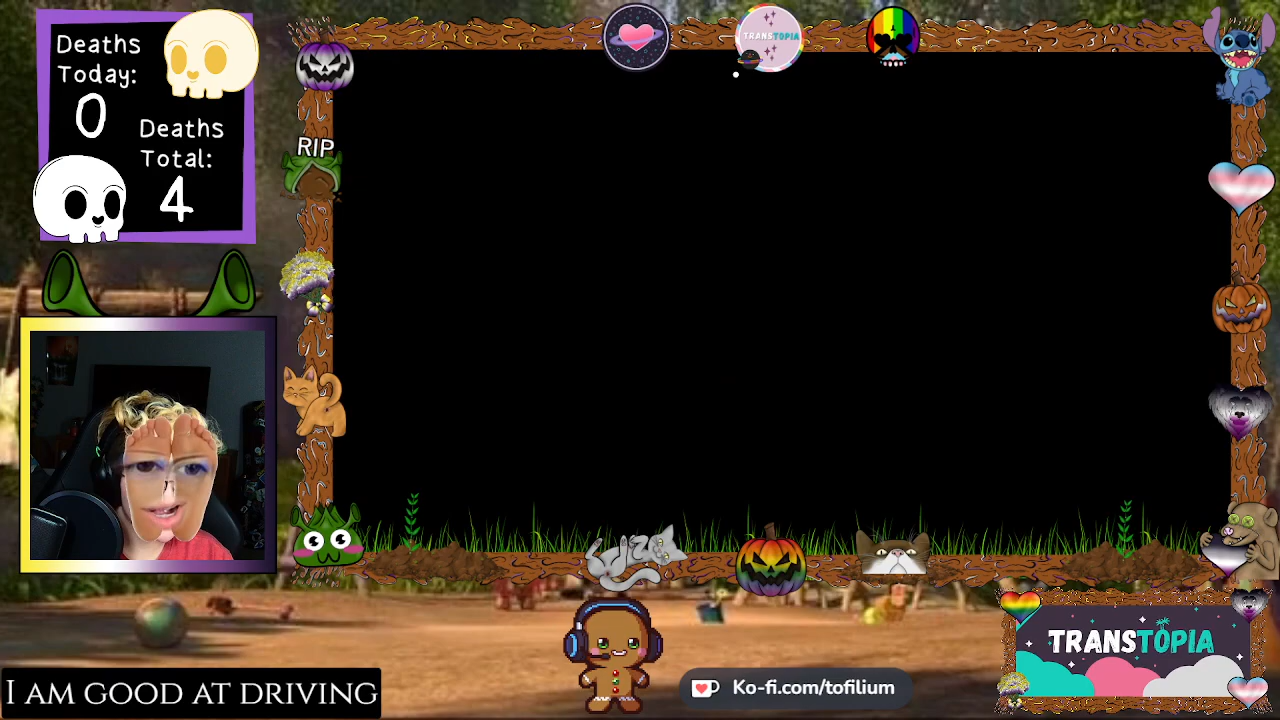 Deaths
Today:
0
Deaths
Total:
4
TRANSTOPIA
RIP
I AM GOOD AT DRIVING
Ko-fi.com/tofilium
TRANSTOPIA